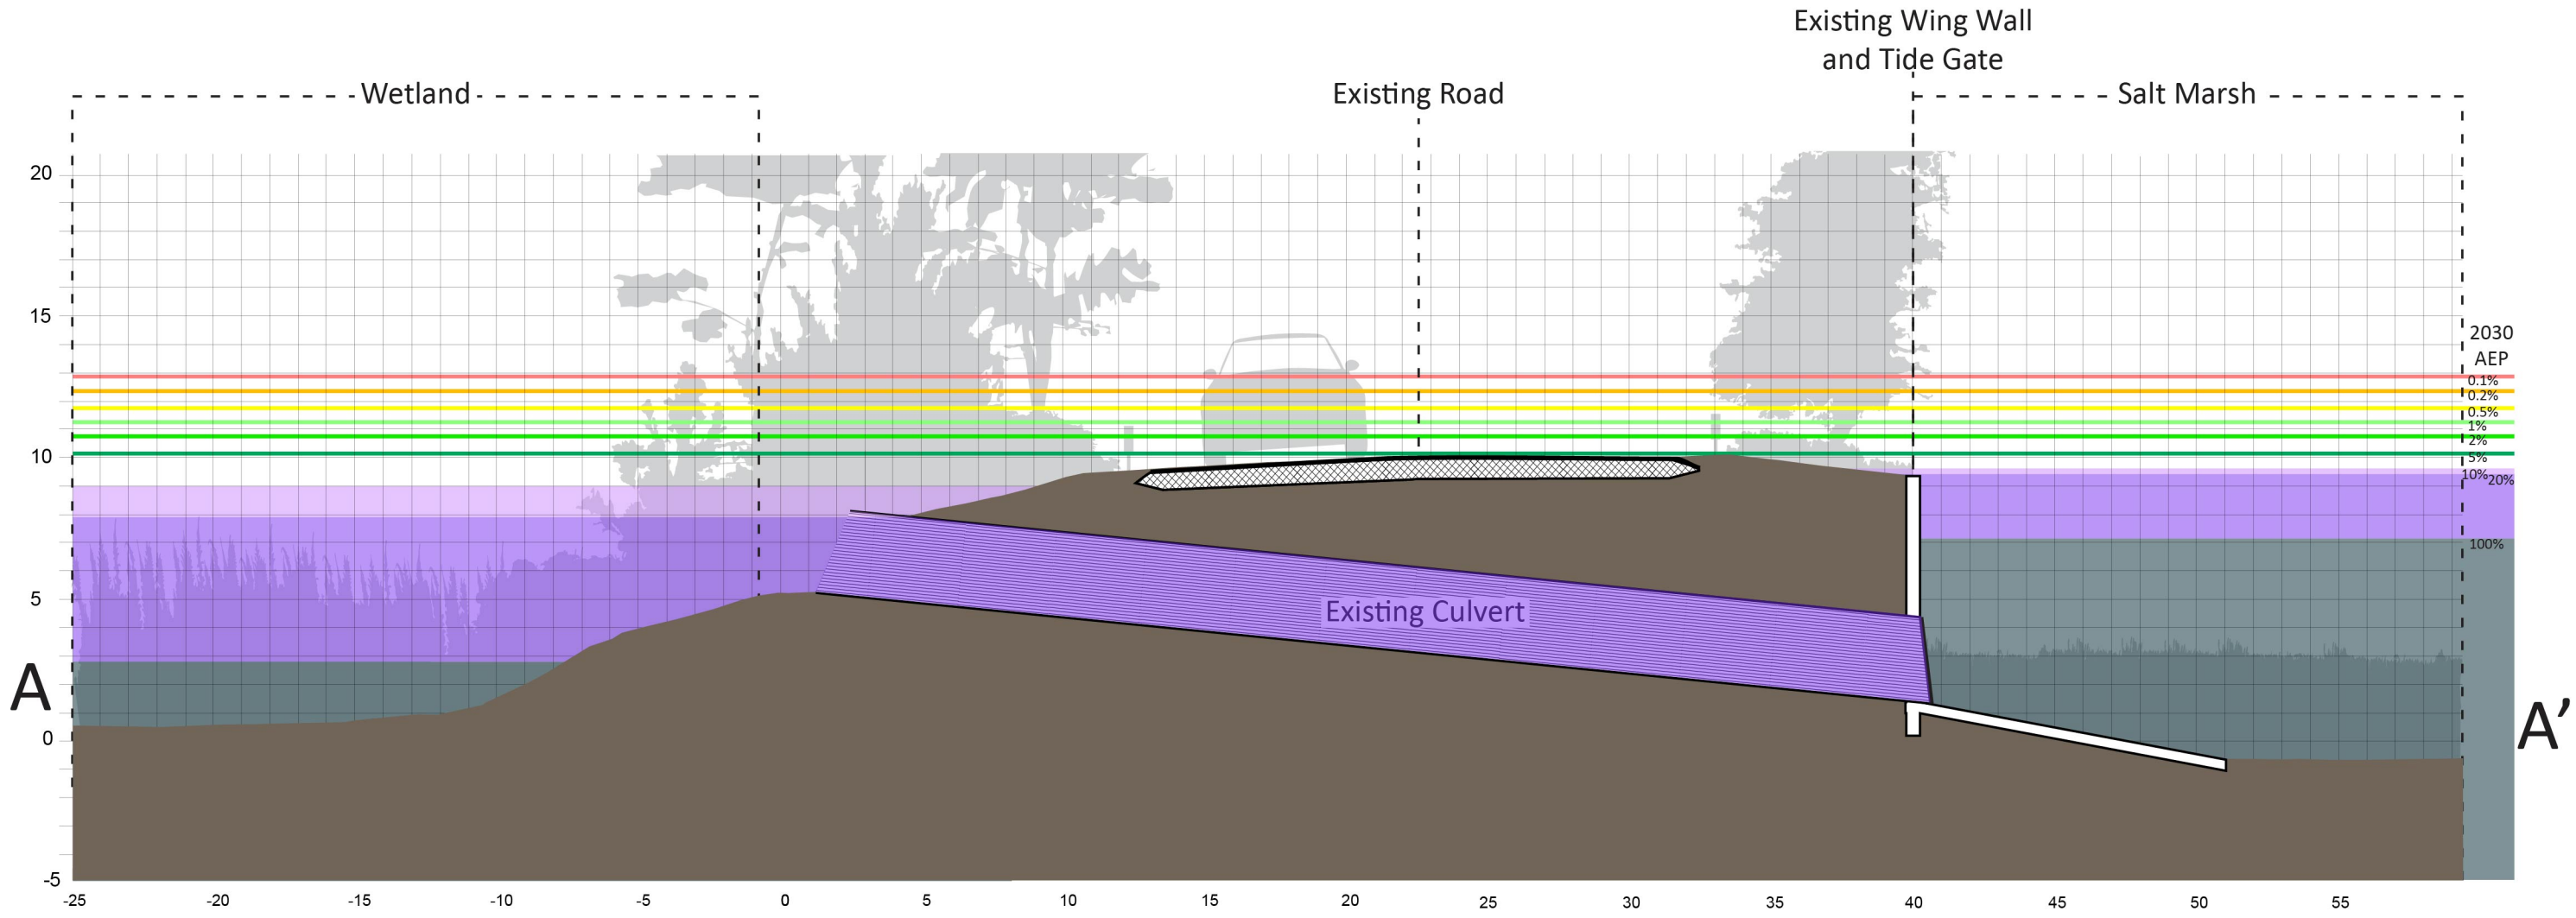 Existing Wing Wall
and Tide Gate
Wetland
Existing Road
Salt Marsh
20
15
10
5
0
-5
2030
AEP
0.1%
0.2%
0.5%
1%
2%
5%
10% 20%
100%
Existing Culvert
A
A’
-25 -20 -15 -10 -5 0 5 10 15 20 25 30 35 40 45 50 55